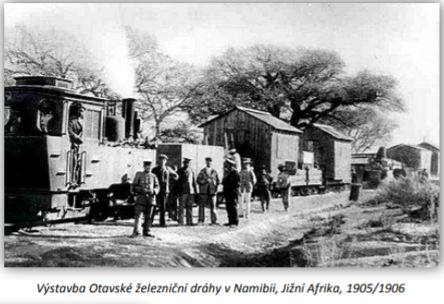 Výstavba Otavské železniční dráhy v Namibii, Jižní Afrika, 1905/1906